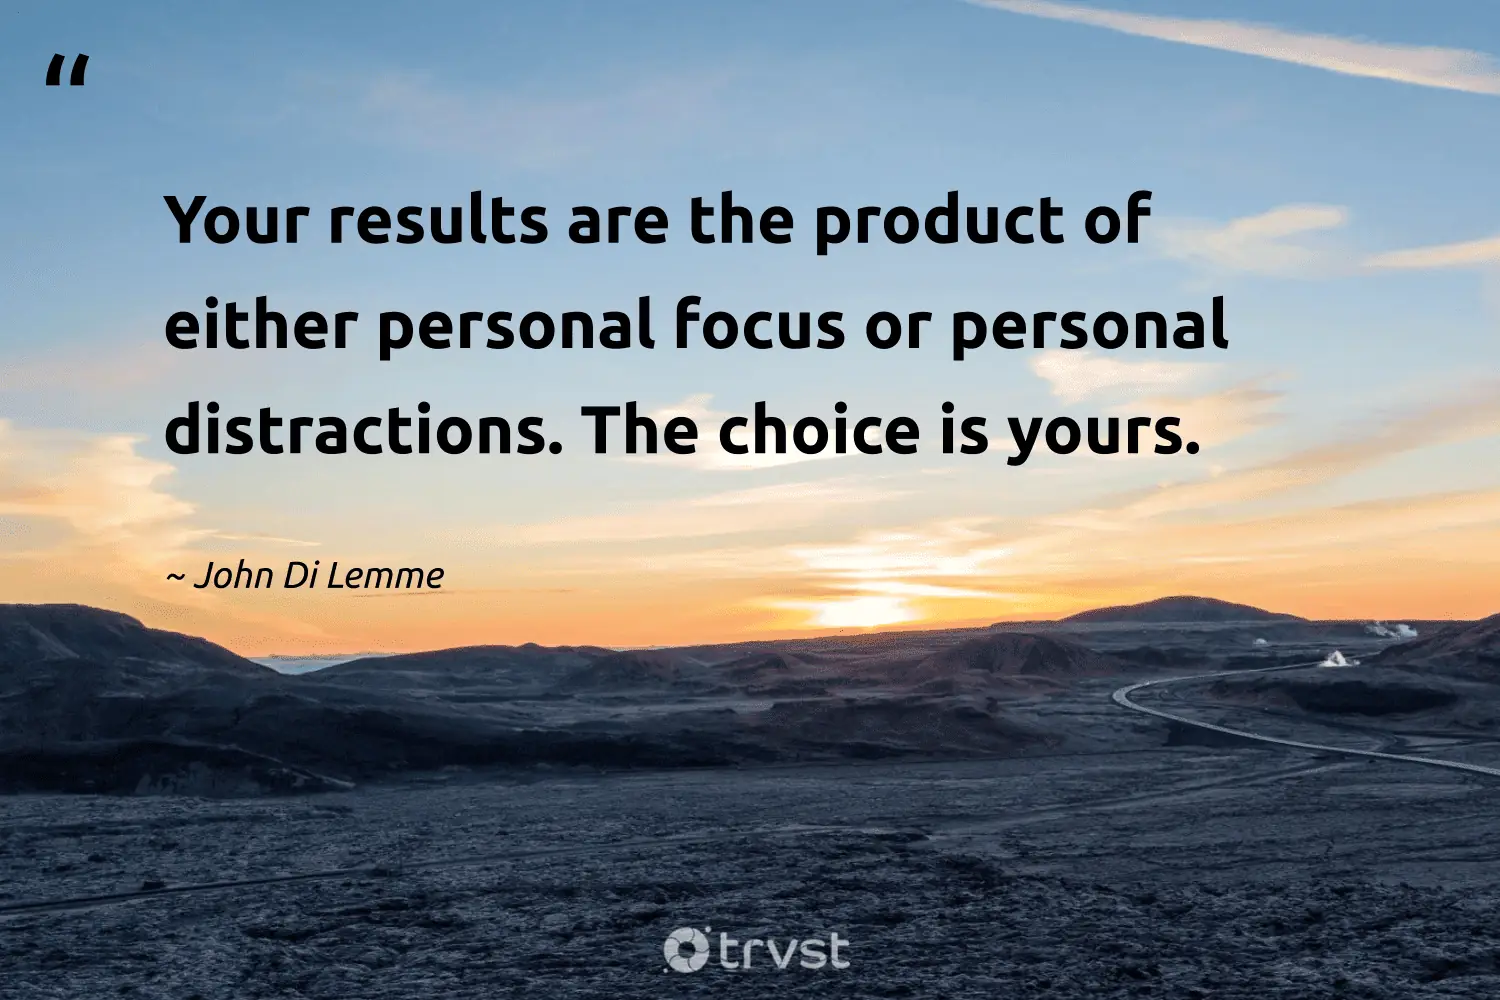 “
Your results are the product of
either personal focus or personal
distractions. The choice is yours.
~ John Di Lemme
trvst